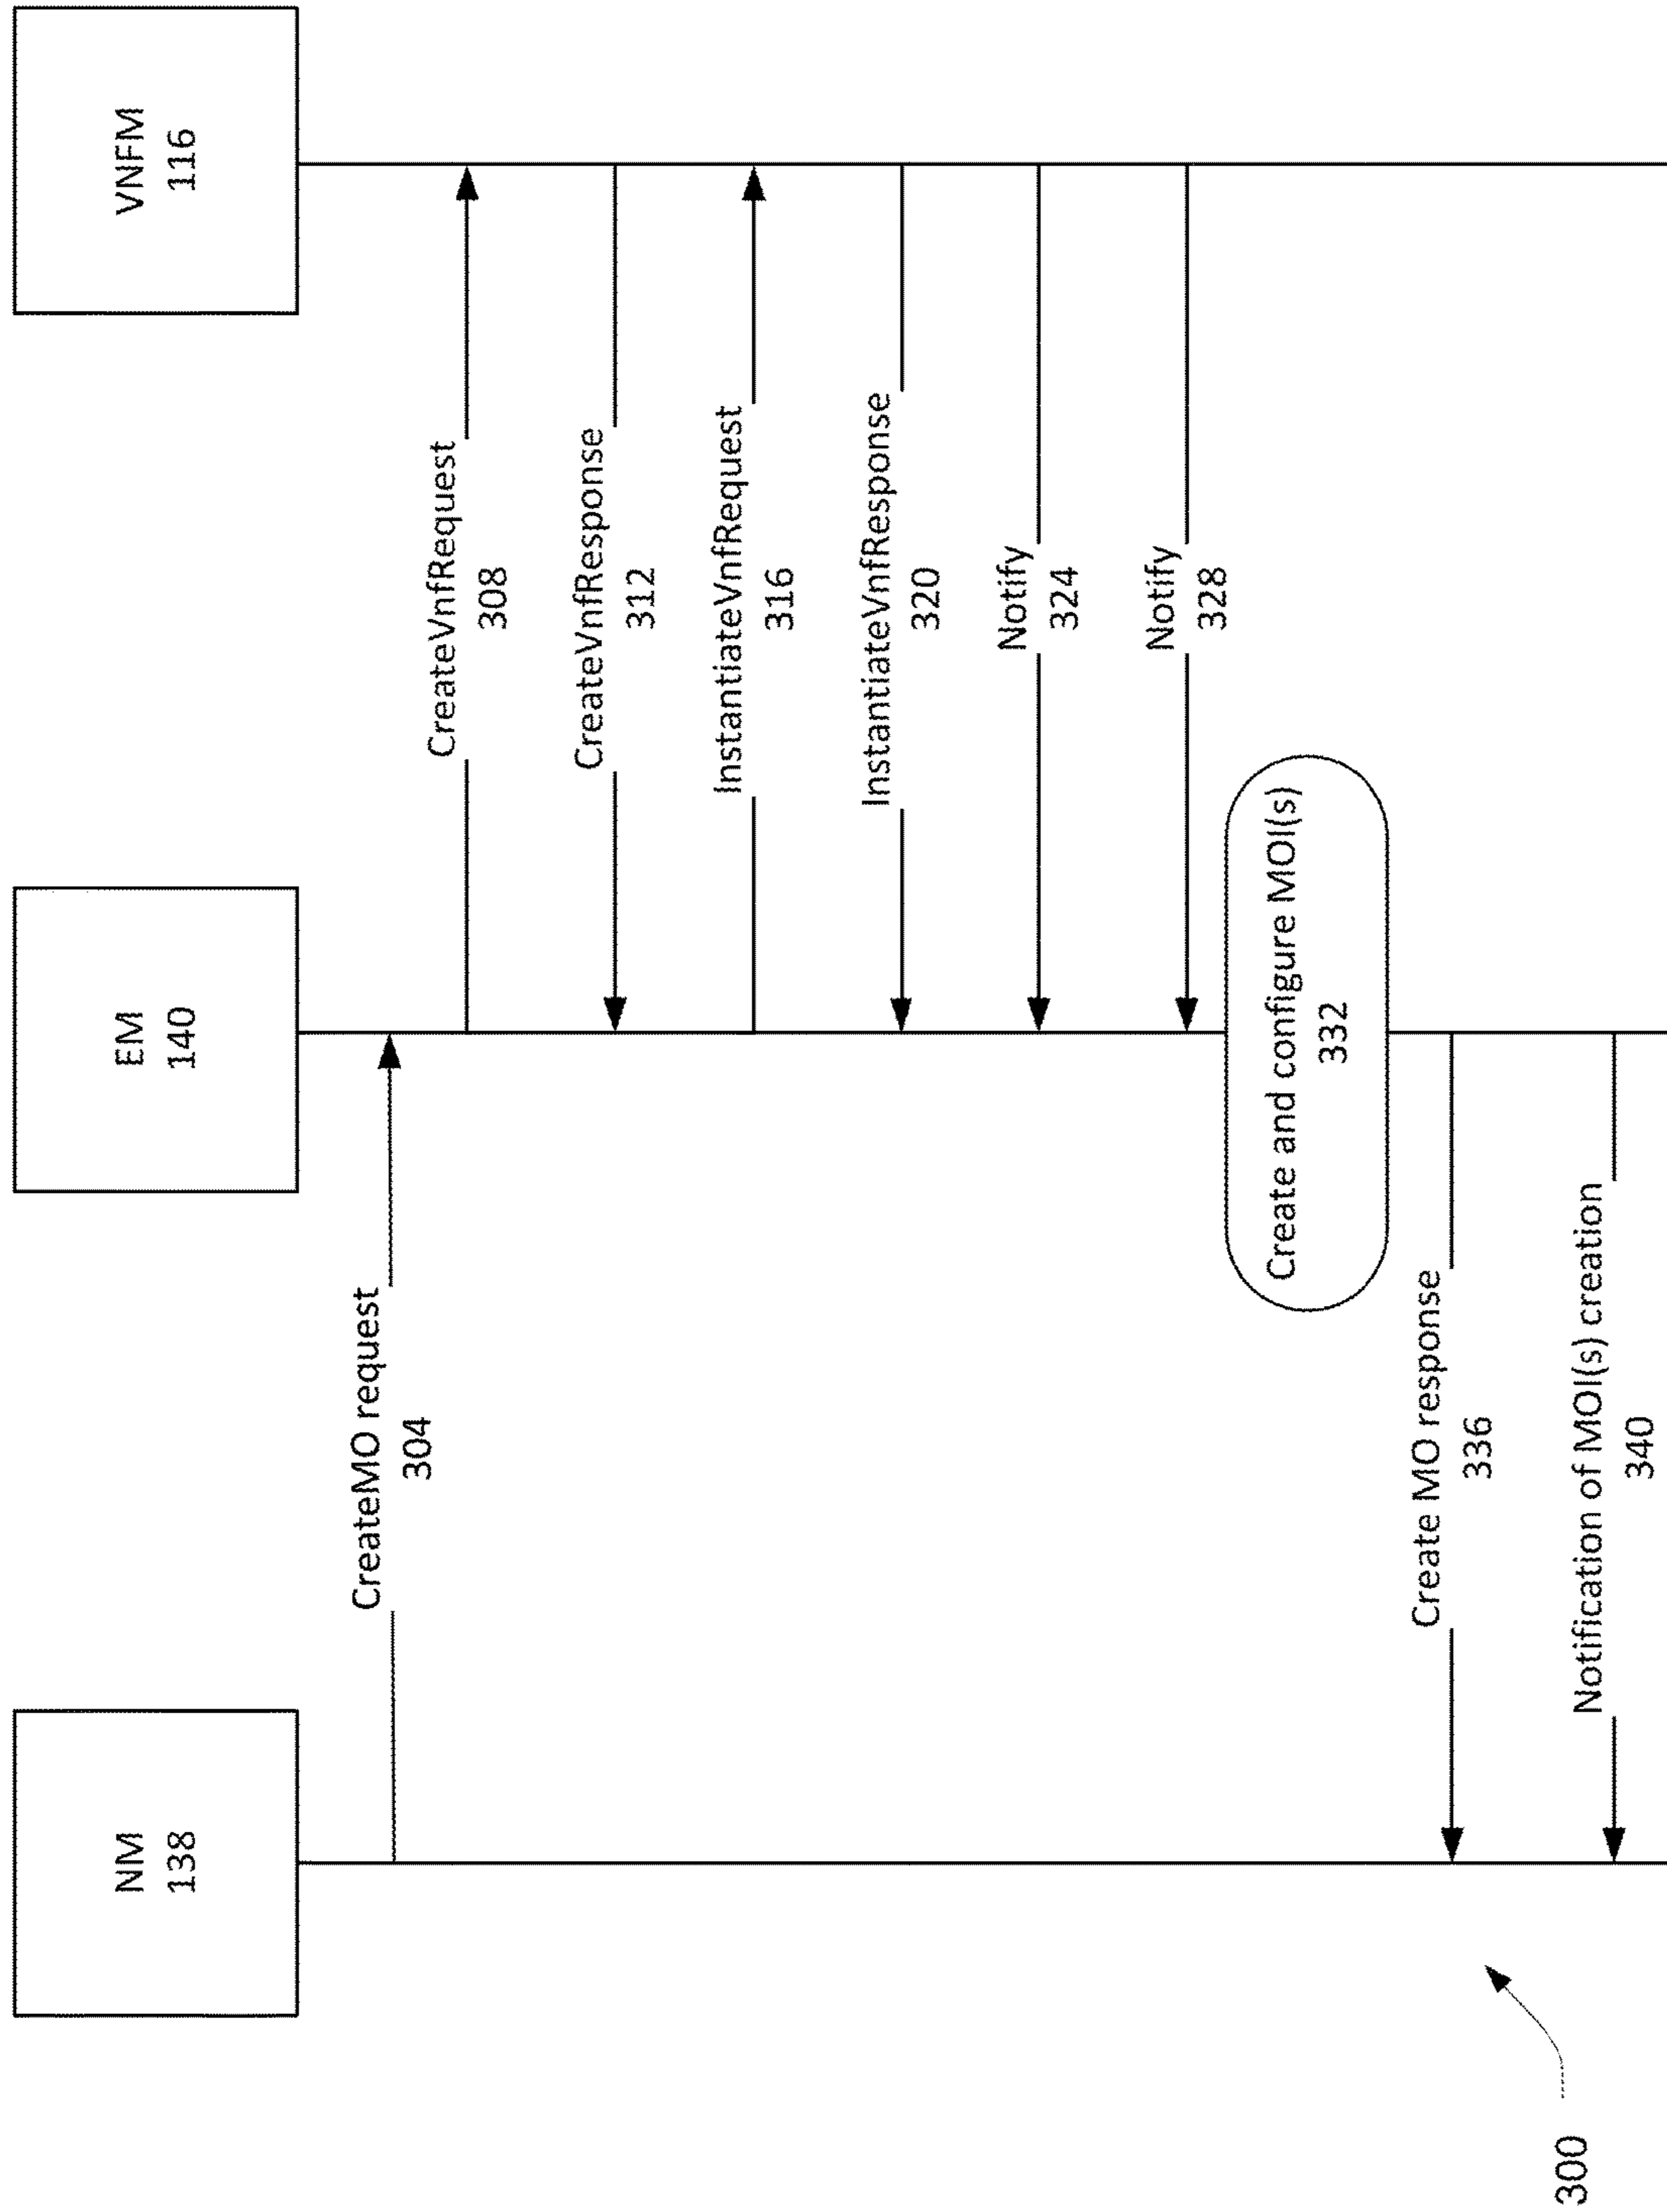 NM
138
EM
140
VNFM
116
CreateMO request
304
CreateVnfRequest
308
CreateVnfResponse
312
InstantiateVnfRequest
316
InstantiateVnfResponse
320
Notify
324
Notify
328
Create and configure MOI(s)
332
Create MO response
336
Notification of MOI(s) creation
340
300